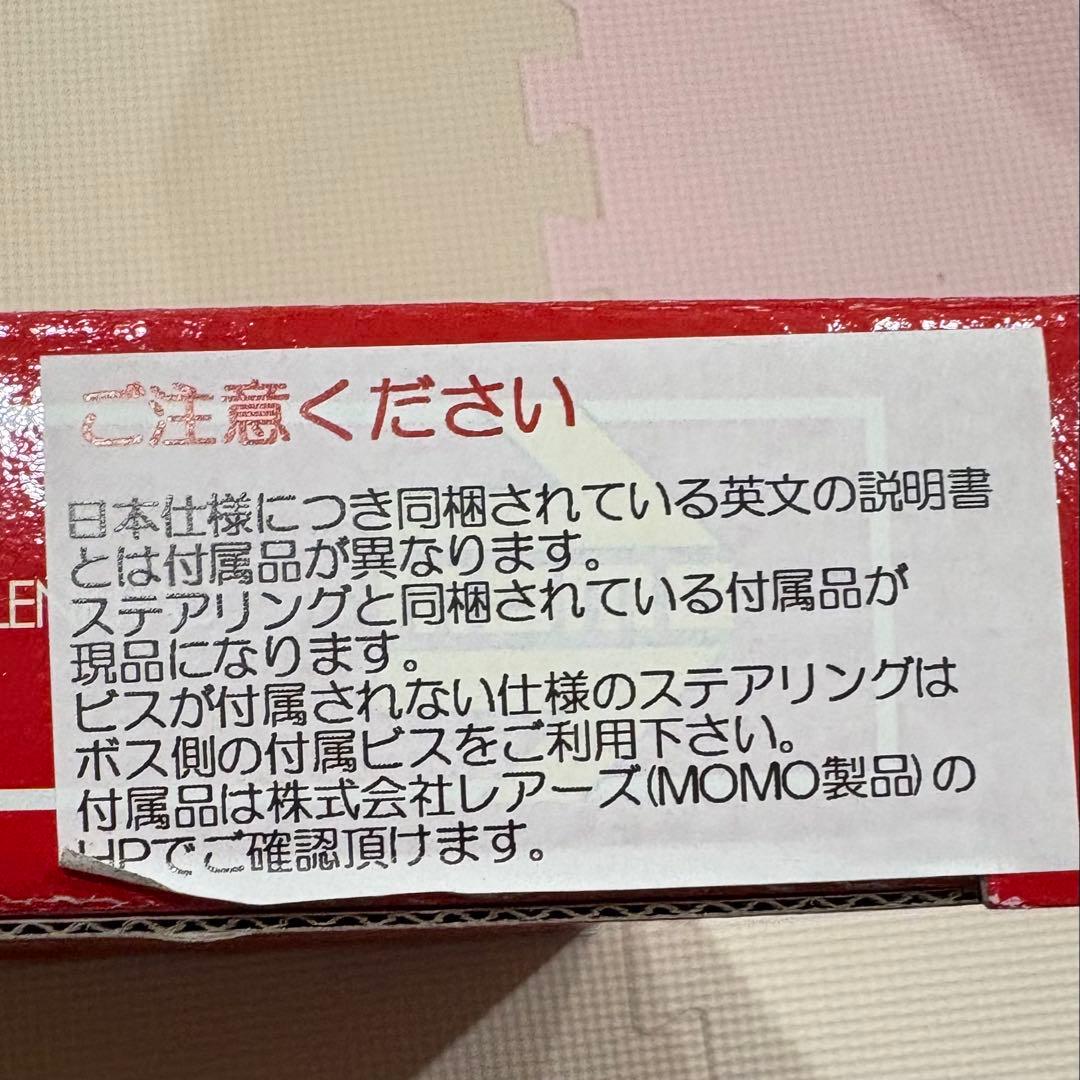 ご注意ください
日本仕様につき同梱されている英文の説明書
とは付属品が異なります。
ステアリングと同梱されている付属品が
現品になります。
ビスが付属されない仕様のステアリングは
ボス側の付属ビスをご利用下さい。
付属品は株式会社レアーズ(MOMO製品)の
HPでご確認頂けます。
LEN